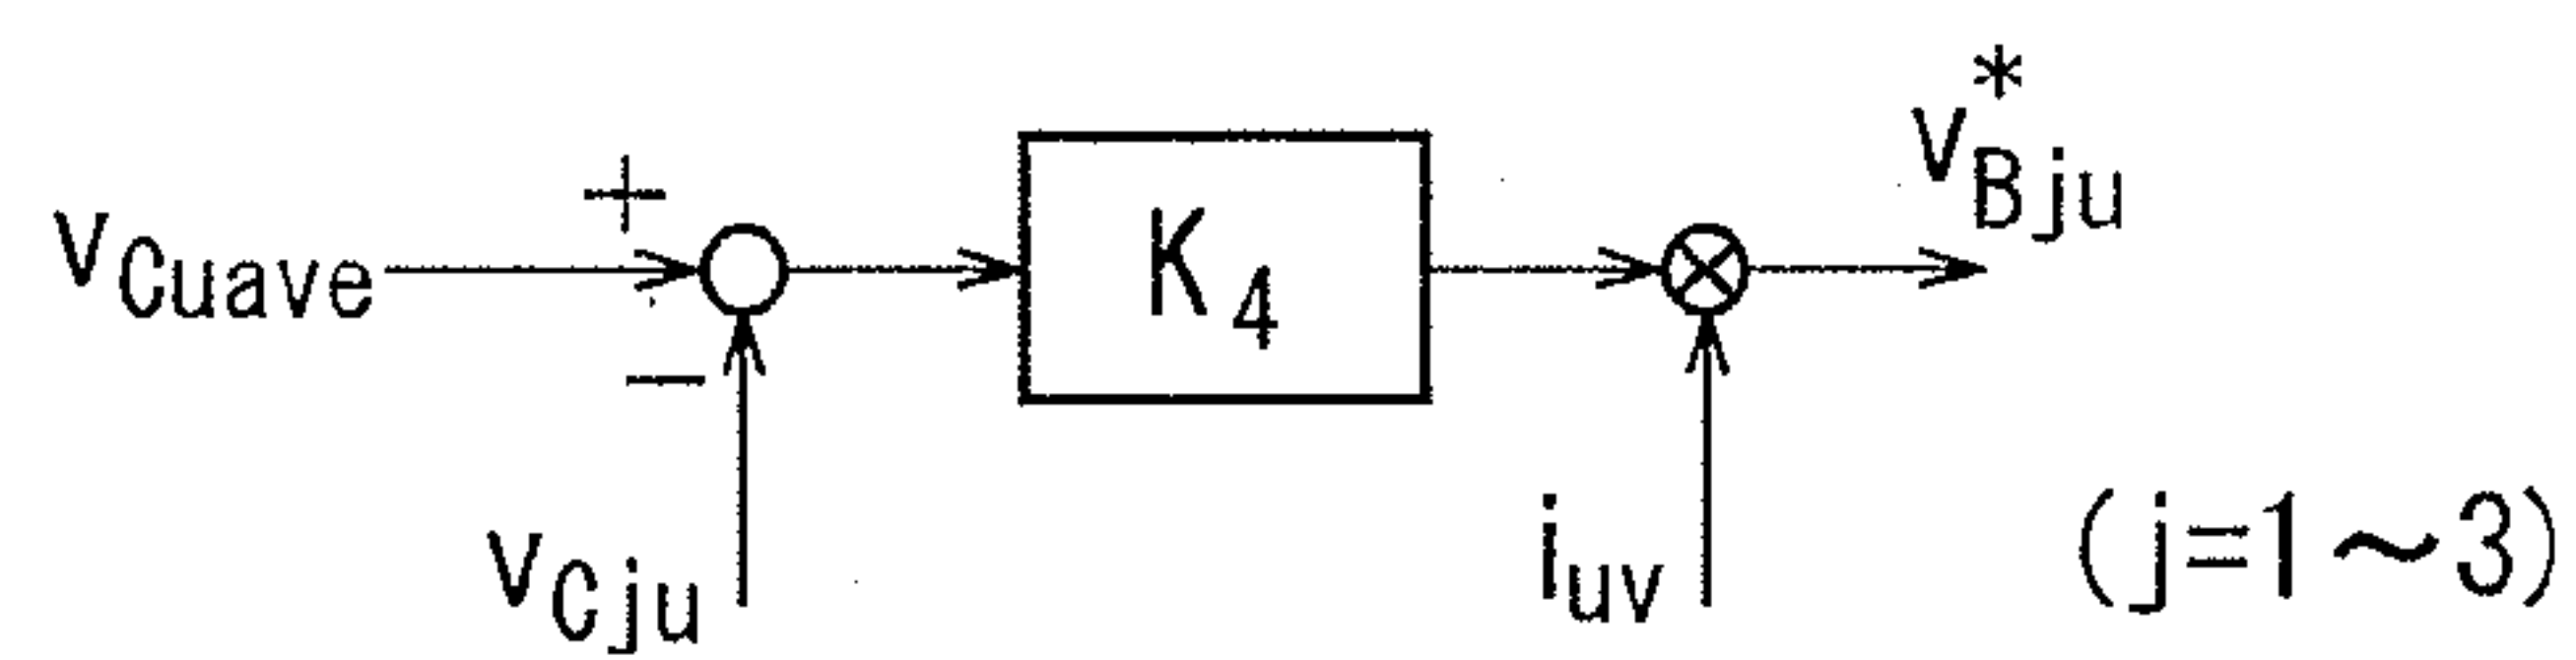 v*Bju
+
vCuave
K4
−
vCju
iuv
(j=1～3)